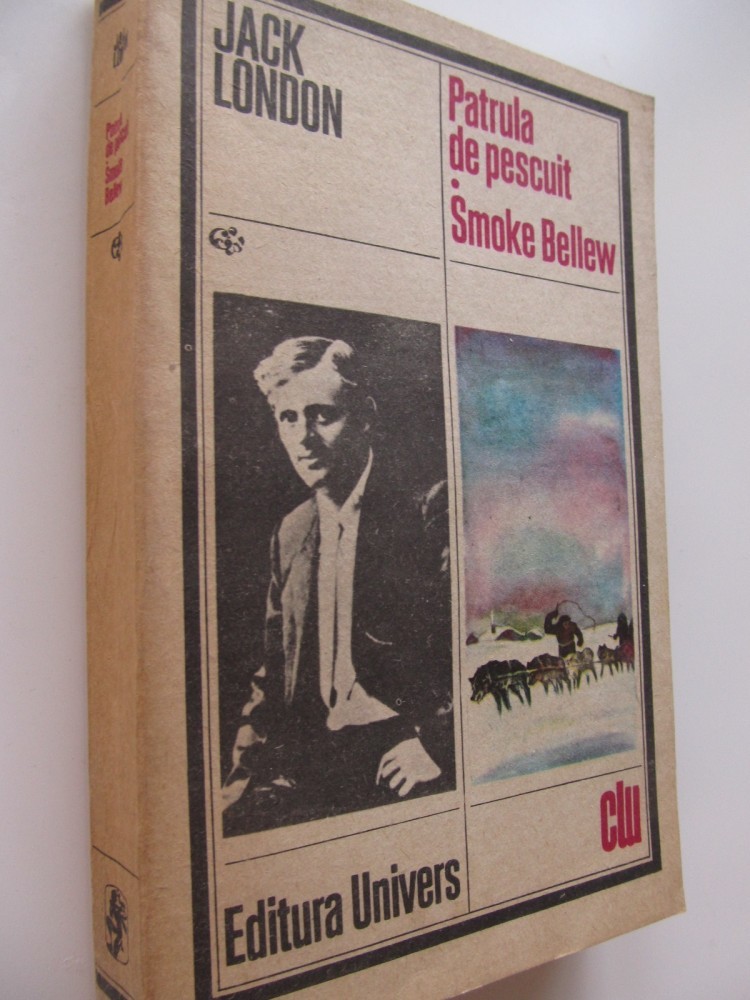 JACK
LONDON
Patrula
de pescuit
·
Smoke Bellew
Editura Univers
clu